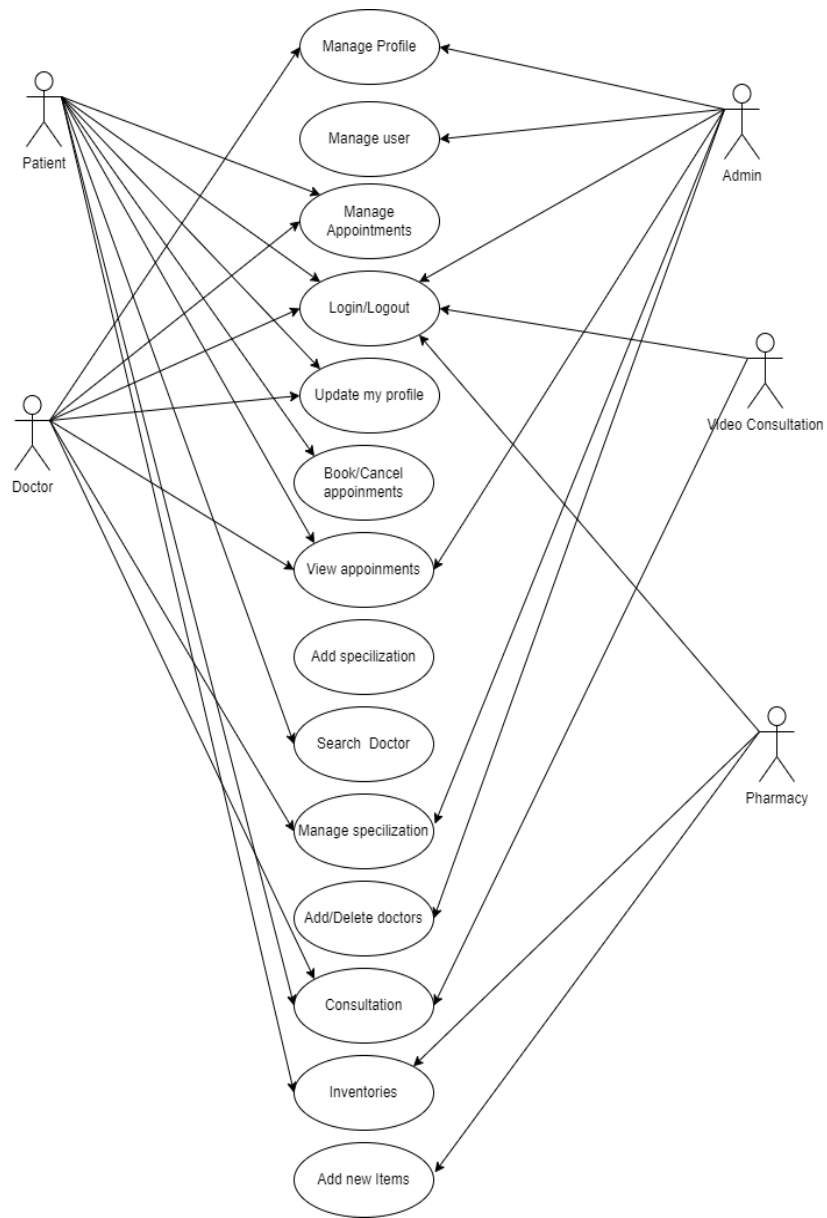 Manage Profile
Patient
Manage user
Admin
Manage
Appointments
Login/Logout
Update my profile
Video Consultation
Doctor
Book/Cancel
appoinments
View appoinments
Add specilization
Search Doctor
Pharmacy
Manage specilization
Add/Delete doctors
Consultation
Inventories
Add new Items